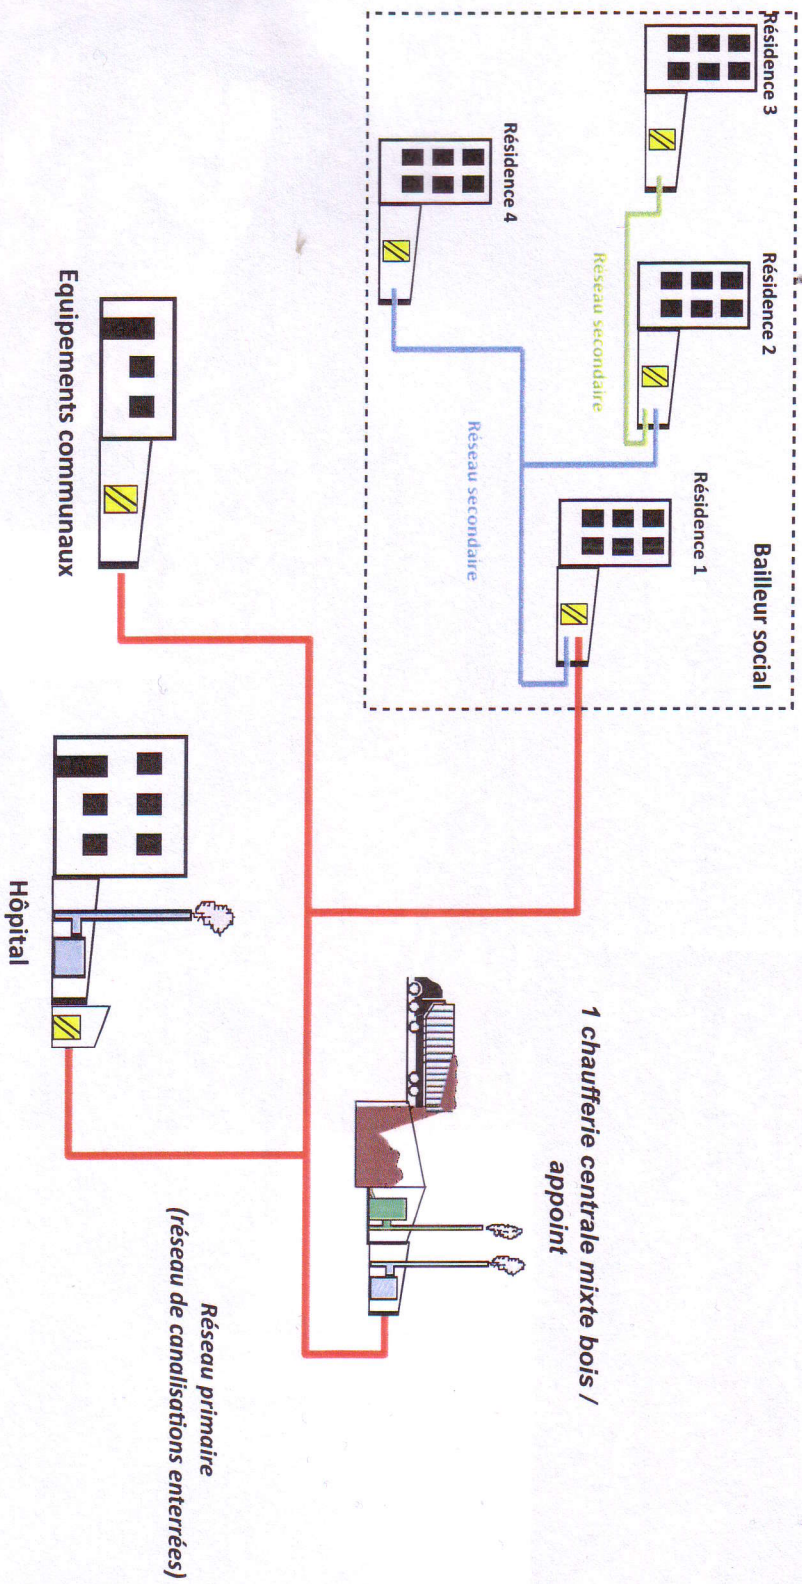 1 chaufferie centrale mixte bois /
appoint
Bailleur social
Résidence 3
Résidence 2
Résidence 1
Réseau secondaire
Résidence 4
Réseau secondaire
Equipements communaux
Hôpital
Réseau primaire
(réseau de canalisations enterrées)